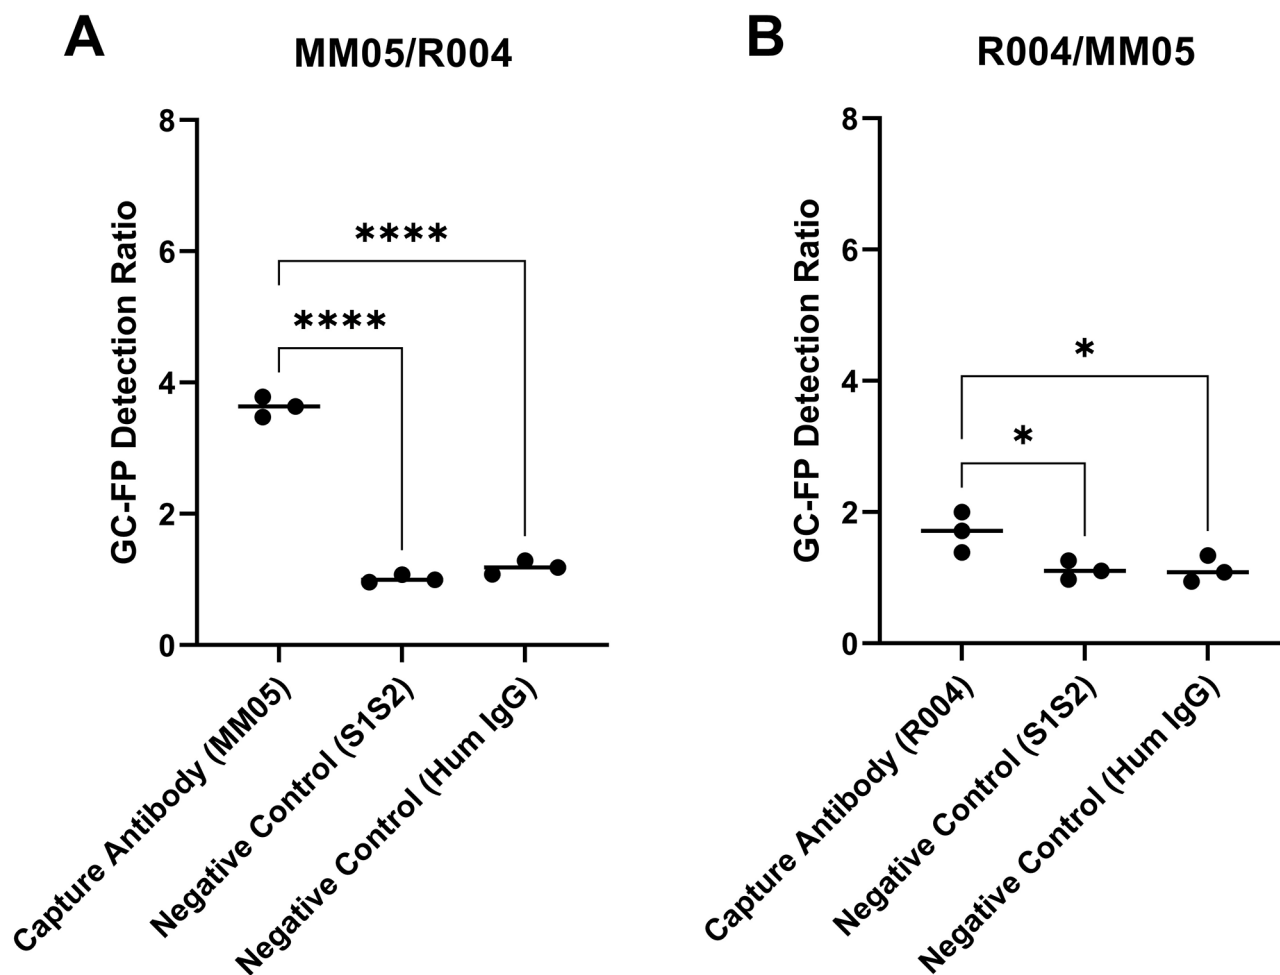 A
MM05/R004
GC-FP Detection Ratio
8
6
4
2
0
****
****
Capture Antibody (MM05)
Negative Control (S1S2)
Negative Control (Hum IgG)
B
R004/MM05
GC-FP Detection Ratio
8
6
4
2
0
*
*
Capture Antibody (R004)
Negative Control (S1S2)
Negative Control (Hum IgG)